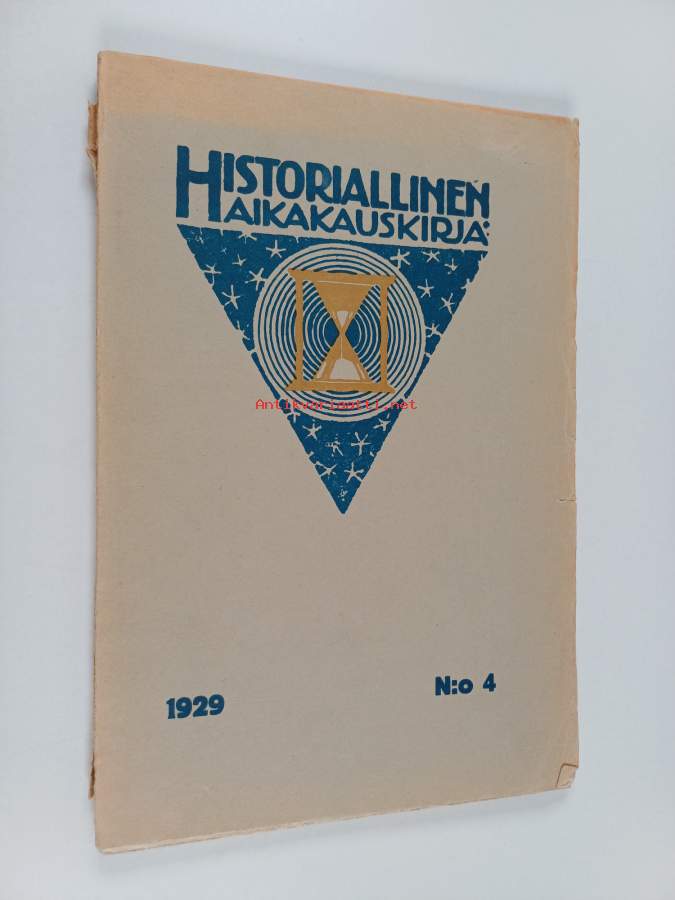 HISTORIALLINEN
AIKAKAUSKIRJA
Antikvariaatti.net
1929
N:o 4